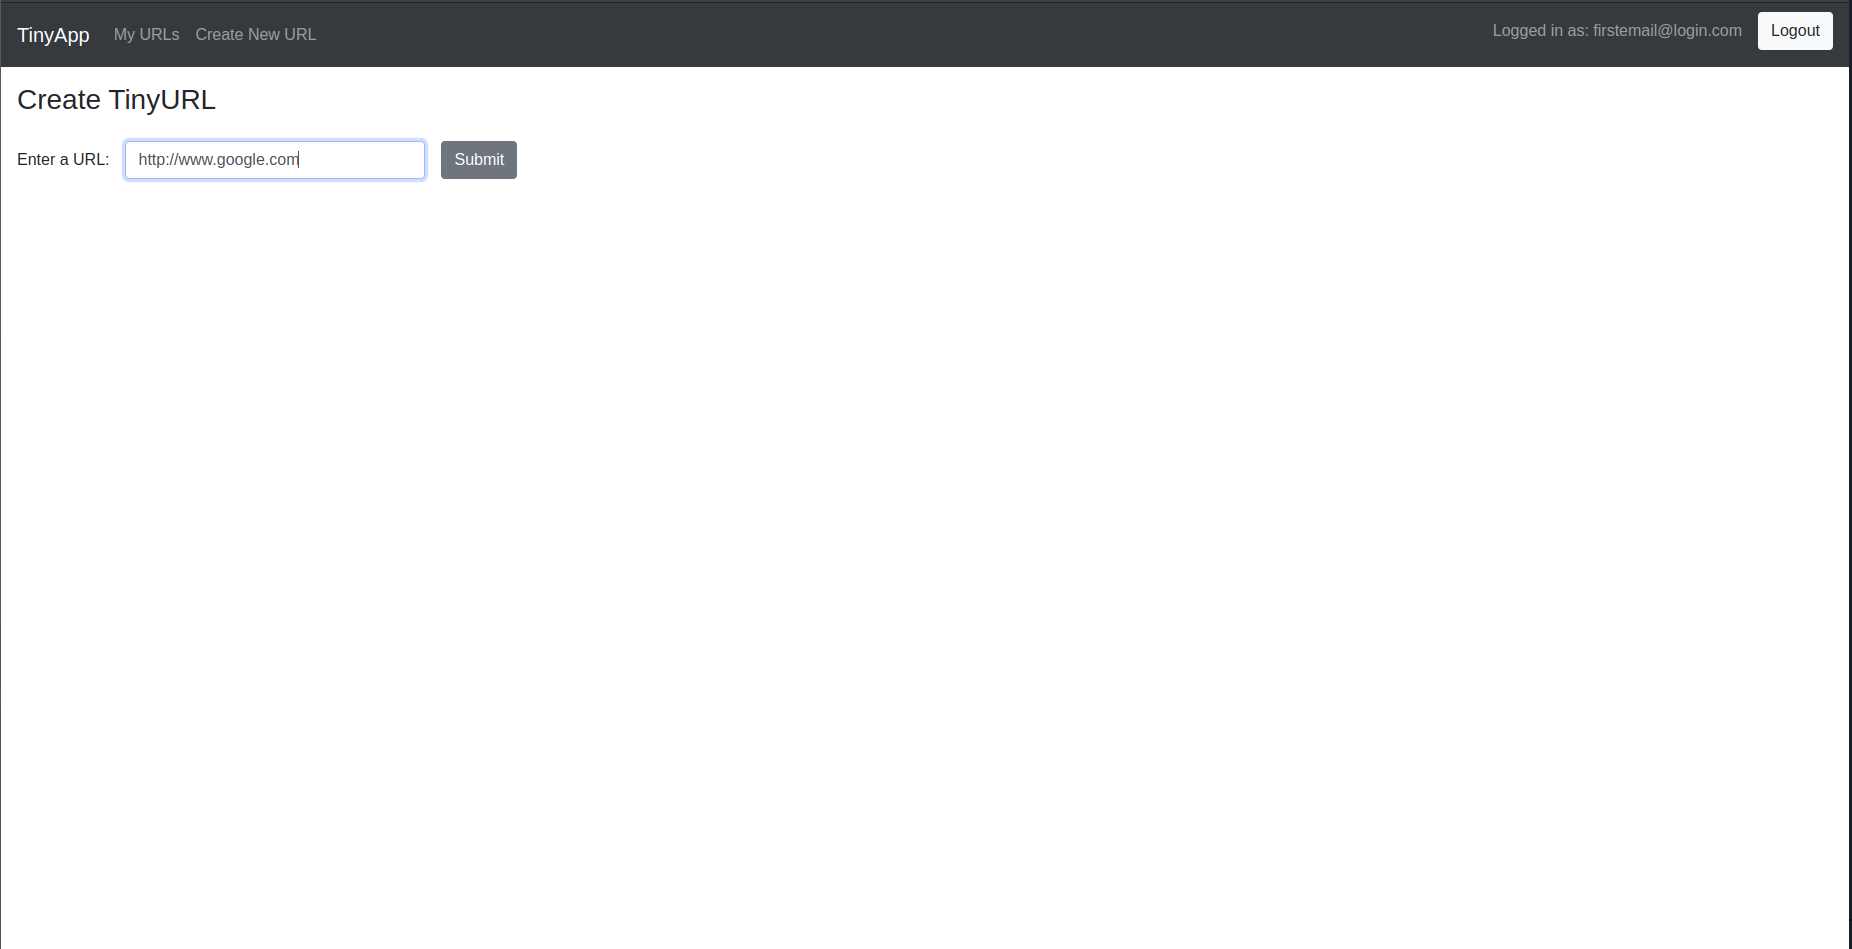 TinyApp My URLs Create New URL Logged in as: firstemail@login.com Logout
Create TinyURL
Enter a URL: http://www.google.com Submit